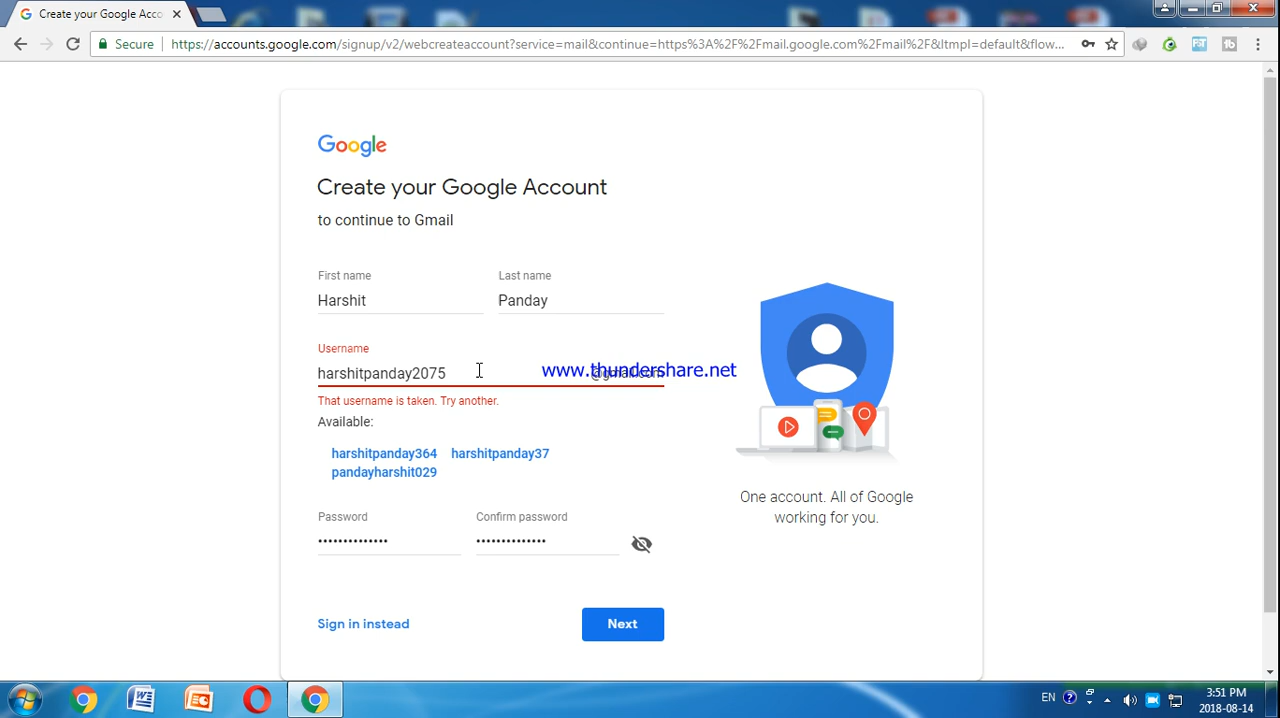 Create your Google Acco
Secure
https://accounts.google.com/signup/v2/webcreateaccount?service=mail&continue=https%3A%2F%2Fmail.google.com%2Fmail%2F&ltmpl=default&flow...
Google
Create your Google Account
to continue to Gmail
First name
Last name
Harshit
Panday
Username
harshitpanday2075
@gmail.com
www.thundershare.net
That username is taken. Try another.
Available:
harshitpanday364 harshitpanday37
pandayharshit029
Password
Confirm password
One account. All of Google
working for you.
Sign in instead
Next
EN
3:51 PM
2018-08-14